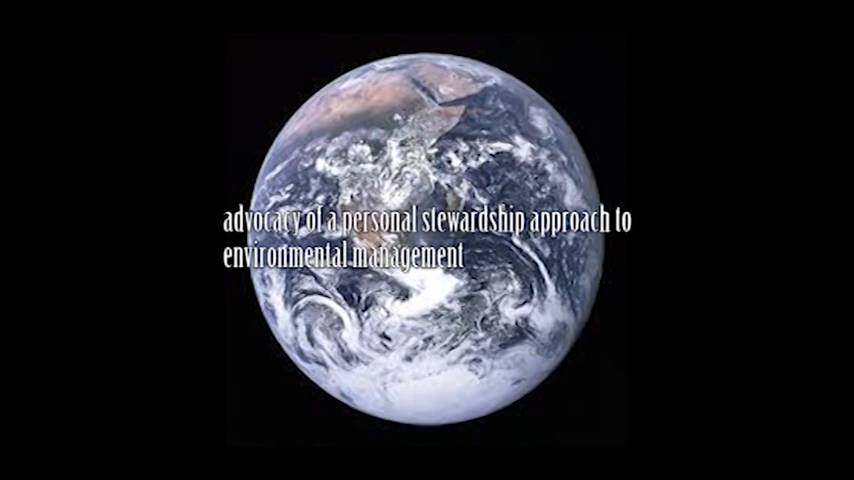 advocacy of a personal stewardship approach to
environmental management